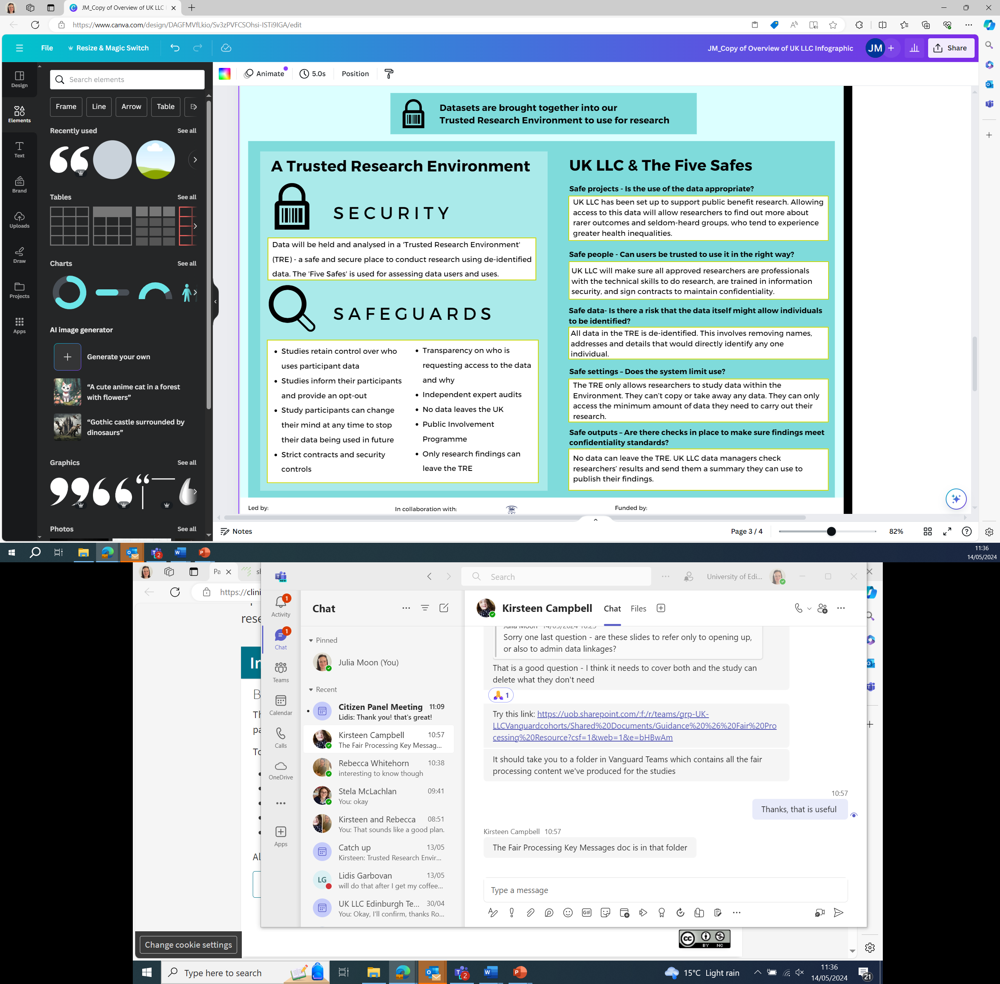 JM_Copy of Overview of UK LLC I
https://www.canva.com/design/DAGFMVfLkio/Sv3zPVFCSOhsi-ISTi9IGA/edit
File
Resize & Magic Switch
JM_Copy of Overview of UK LLC Infographic
JM
Share
Animate
5.0s
Position
Design
Elements
Text
Brand
Uploads
Draw
Projects
Apps
Search elements
Frame
Line
Arrow
Table
Recently used
See all
Tables
See all
Charts
See all
AI image generator
Generate your own
“A cute anime cat in a forest
with flowers”
“Gothic castle surrounded by
dinosaurs”
Graphics
See all
Photos
See all
Datasets are brought together into our
Trusted Research Environment to use for research
A Trusted Research Environment
SECURITY
Data will be held and analysed in a 'Trusted Research Environment'
(TRE) - a safe and secure place to conduct research using de-identified
data. The 'Five Safes' is used for assessing data users and uses.
SAFEGUARDS
Studies retain control over who
uses participant data
Studies inform their participants
and provide an opt-out
Study participants can change
their mind at any time to stop
their data being used in future
Strict contracts and security
controls
Transparency on who is
requesting access to the data
and why
Independent expert audits
No data leaves the UK
Public Involvement
Programme
Only research findings can
leave the TRE
UK LLC & The Five Safes
Safe projects - Is the use of the data appropriate?
UK LLC has been set up to support public benefit research. Allowing
access to this data will allow researchers to find out more about
rarer outcomes and seldom-heard groups, who tend to experience
greater health inequalities.
Safe people - Can users be trusted to use it in the right way?
UK LLC will make sure all approved researchers are professionals
with the technical skills to do research, are trained in information
security, and sign contracts to maintain confidentiality.
Safe data- Is there a risk that the data itself might allow individuals
to be identified?
All data in the TRE is de-identified. This involves removing names,
addresses and details that would directly identify any one
individual.
Safe settings – Does the system limit use?
The TRE only allows researchers to study data within the
Environment. They can't copy or take away any data. They can only
access the minimum amount of data they need to carry out their
research.
Safe outputs – Are there checks in place to make sure findings meet
confidentiality standards?
No data can leave the TRE. UK LLC data managers check
researchers' results and send them a summary they can use to
publish their findings.
Led by:
In collaboration with:
Funded by:
Notes
Page 3 / 4
82%
2
11:36
14/05/2024
Pa
https://clini
rese
In
Search
University of Edi...
Activity
1
Chat
1
Teams
Calendar
Calls
OneDrive
Apps
Chat
Pinned
Julia Moon (You)
Recent
Citizen Panel Meeting 11:09
Lidis: Thank you! that's great!
Kirsteen Campbell 10:57
The Fair Processing Key Messag...
Rebecca Whitehorn 10:38
interesting to know though
Stela McLachlan 09:41
You: okay
Kirsteen and Rebecca 08:51
You: That sounds like a good plan.
Catch up 13/05
Kirsteen: Trusted Research Envir...
LG
Lidis Garbovan 13/05
will do that after I get my coffee...
UK LLC Edinburgh Te... 30/04
You: Okay, I'll confirm, thanks Ro...
Kirsteen Campbell
Chat
Files
Julia Moon 14/05/2024 10:25
Sorry one last question - are these slides to refer only to opening up,
or also to admin data linkages?
That is a good question - I think it needs to cover both and the study can
delete what they don't need
1
Try this link: https://uob.sharepoint.com/:f:/r/teams/grp-UK-
LLCVanguardcohorts/Shared%20Documents/Guidance%20%26%20Fair%20Pro
cessing%20Resource?csf=1&web=1&e=bHBwAm
It should take you to a folder in Vanguard Teams which contains all the fair
processing content we've produced for the studies
10:57
Thanks, that is useful
Kirsteen Campbell 10:57
The Fair Processing Key Messages doc is in that folder
Type a message
GIF
Change cookie settings
CC BY NC
Type here to search
2
15°C Light rain
11:36
14/05/2024
21